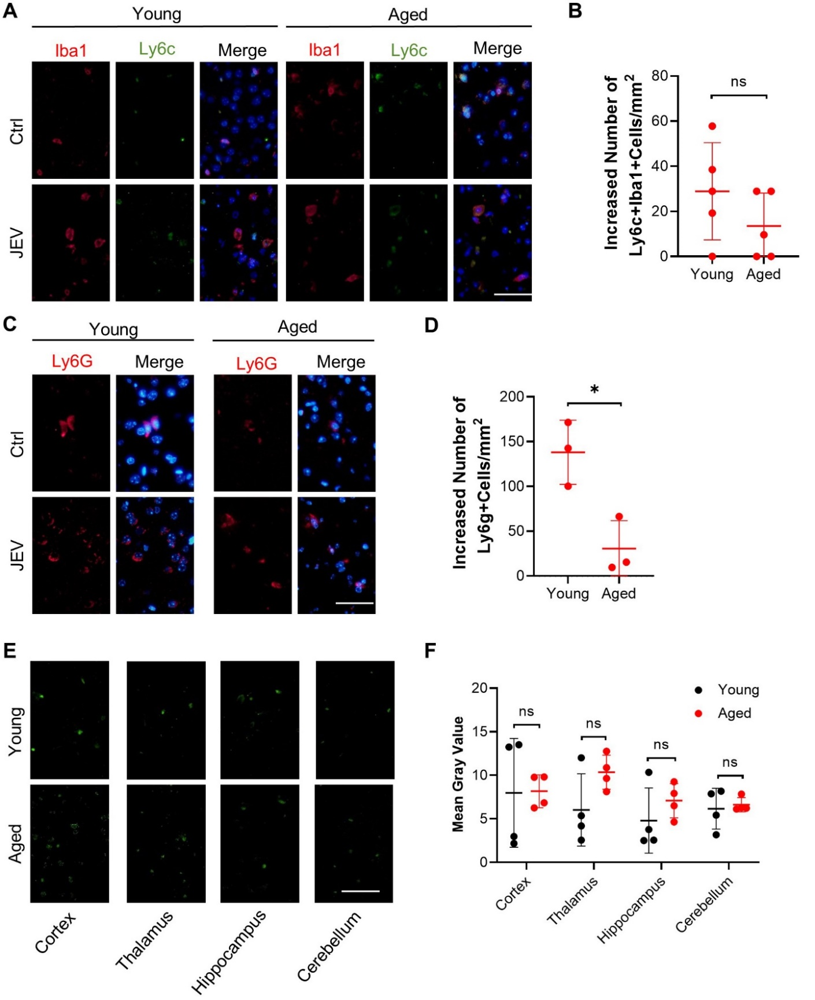 A
Young
Aged
Iba1
Ly6c
Merge
Iba1
Ly6c
Merge
Ctrl
JEV
B
Increased Number of
Ly6c+Iba1+Cells/mm2
80
60
40
20
0
ns
Young
Aged
C
Young
Aged
Ly6G
Merge
Ly6G
Merge
Ctrl
JEV
D
Increased Number of
Ly6g+Cells/mm2
200
150
100
50
0
*
Young
Aged
E
Young
Aged
Cortex
Thalamus
Hippocampus
Cerebellum
F
Mean Gray Value
20
15
10
5
0
ns
ns
ns
ns
Young
Aged
Cortex
Thalamus
Hippocampus
Cerebellum